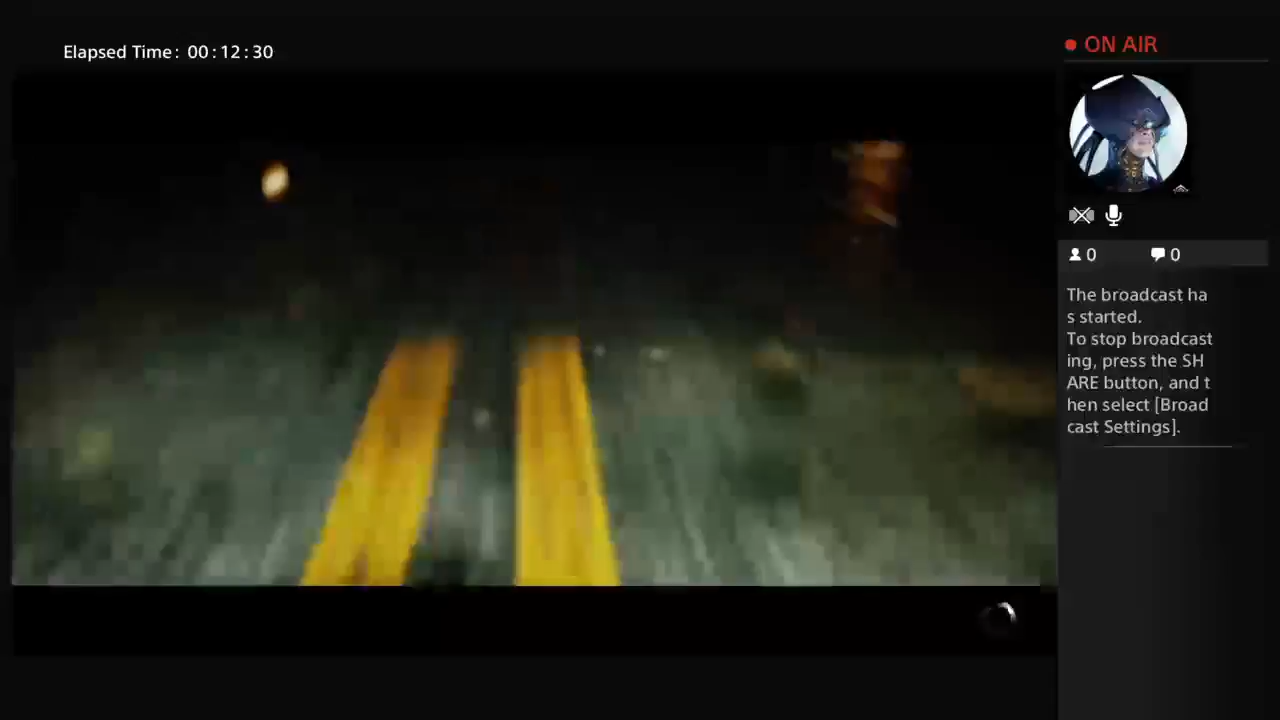 Elapsed Time: 00:12:30
ON AIR
0
0
The broadcast ha
s started.
To stop broadcast
ing, press the SH
ARE button, and t
hen select [Broad
cast Settings].